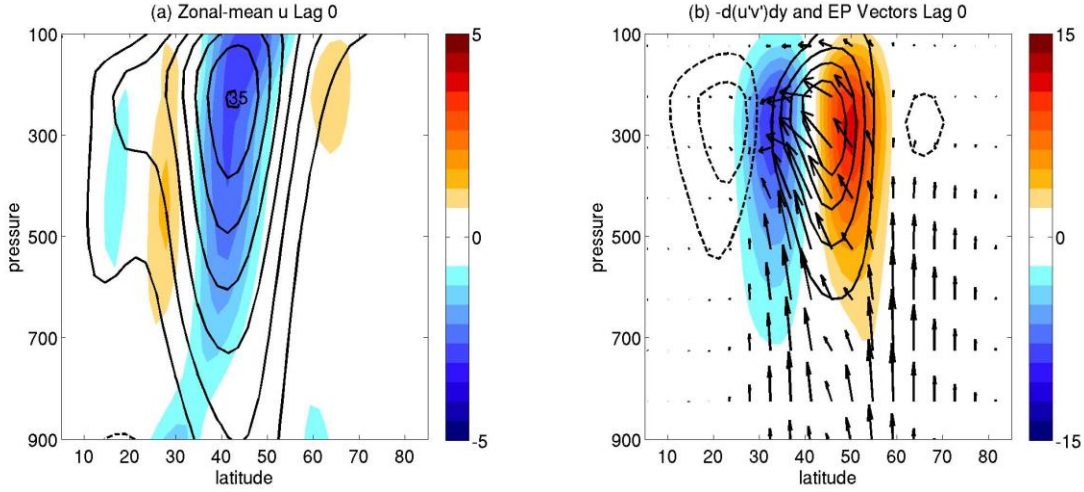 (a) Zonal-mean u Lag 0
100
300
500
700
900
pressure
10 20 30 40 50 60 70 80
latitude
35
5
0
-5
(b) -d(u'v')dy and EP Vectors Lag 0
100
300
500
700
900
pressure
10 20 30 40 50 60 70 80
latitude
15
0
-15